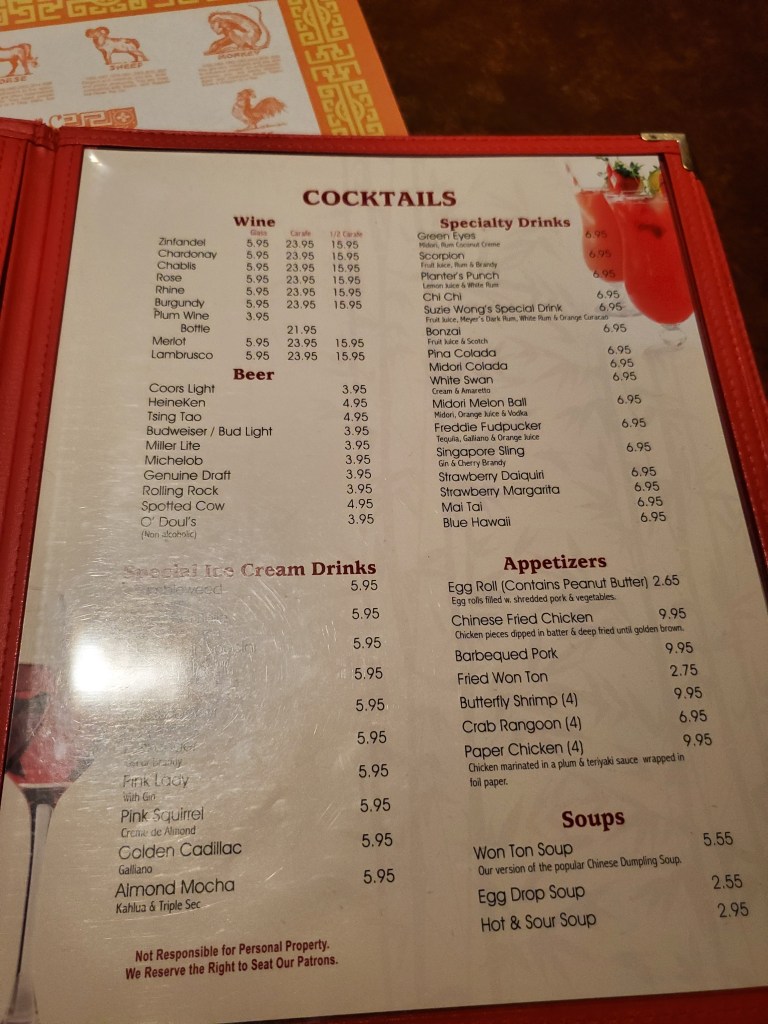 SHEEP
MONKEY
COCKTAILS
Wine
Glass Carafe 1/2 Carafe
Zinfandel 5.95 23.95 15.95
Chardonay 5.95 23.95 15.95
Chablis 5.95 23.95 15.95
Rose 5.95 23.95 15.95
Rhine 5.95 23.95 15.95
Burgundy 5.95 23.95 15.95
Plum Wine 3.95
Bottle 21.95
Merlot 5.95 23.95 15.95
Lambrusco 5.95 23.95 15.95
Beer
Coors Light 3.95
HeineKen 4.95
Tsing Tao 4.95
Budweiser / Bud Light 3.95
Miller Lite 3.95
Michelob 3.95
Genuine Draft 3.95
Rolling Rock 3.95
Spotted Cow 4.95
O' Doul's 3.95
(Non alcoholic)
Special Ice Cream Drinks
5.95
5.95
5.95
5.95
5.95
5.95
Pink Lady 5.95
With Gin
Pink Squirrel 5.95
Creme de Almond
Golden Cadillac 5.95
Galliano
Almond Mocha 5.95
Kahlua & Triple Sec
Not Responsible for Personal Property.
We Reserve the Right to Seat Our Patrons.
Specialty Drinks
Green Eyes 6.95
Midori, Rum Coconut Creme
Scorpion 6.95
Fruit Juice, Rum & Brandy
Planter's Punch 6.95
Lemon Juice & White Rum
Chi Chi 6.95
Suzie Wong's Special Drink 6.95
Fruit Juice, Meyer's Dark Rum, White Rum & Orange Curacan
Bonzai 6.95
Fruit Juice & Scotch
Pina Colada 6.95
Midori Colada 6.95
White Swan 6.95
Cream & Amaretto
Midori Melon Ball 6.95
Midori, Orange Juice & Vodka
Freddie Fudpucker 6.95
Tequila, Galliano & Orange Juice
Singapore Sling 6.95
Gin & Cherry Brandy
Strawberry Daiquiri 6.95
Strawberry Margarita 6.95
Mai Tai 6.95
Blue Hawaii 6.95
Appetizers
Egg Roll (Contains Peanut Butter) 2.65
Egg rolls filled w. shredded pork & vegetables.
Chinese Fried Chicken 9.95
Chicken pieces dipped in batter & deep fried until golden brown.
Barbequed Pork 9.95
Fried Won Ton 2.75
Butterfly Shrimp (4) 9.95
Crab Rangoon (4) 6.95
Paper Chicken (4) 9.95
Chicken marinated in a plum & teriyaki sauce wrapped in
foil paper.
Soups
Won Ton Soup 5.55
Our version of the popular Chinese Dumpling Soup.
Egg Drop Soup 2.55
Hot & Sour Soup 2.95